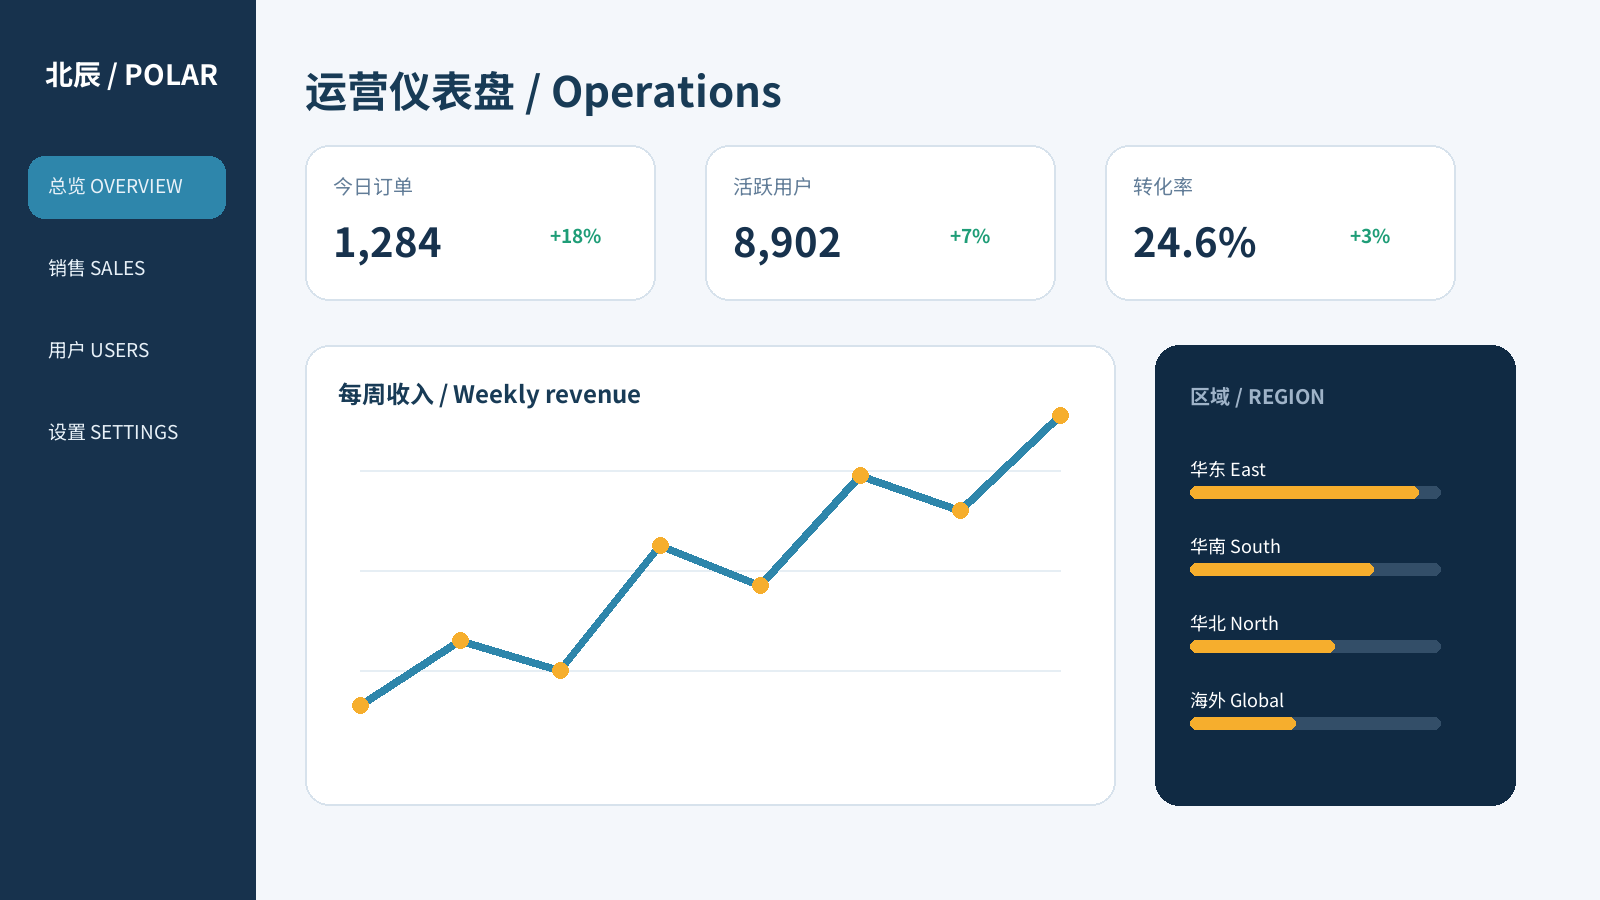 北辰 / POLAR
总览 OVERVIEW
销售 SALES
用户 USERS
设置 SETTINGS
运营仪表盘 / Operations
今日订单
1,284
+18%
活跃用户
8,902
+7%
转化率
24.6%
+3%
每周收入 / Weekly revenue
区域 / REGION
华东 East
华南 South
华北 North
海外 Global